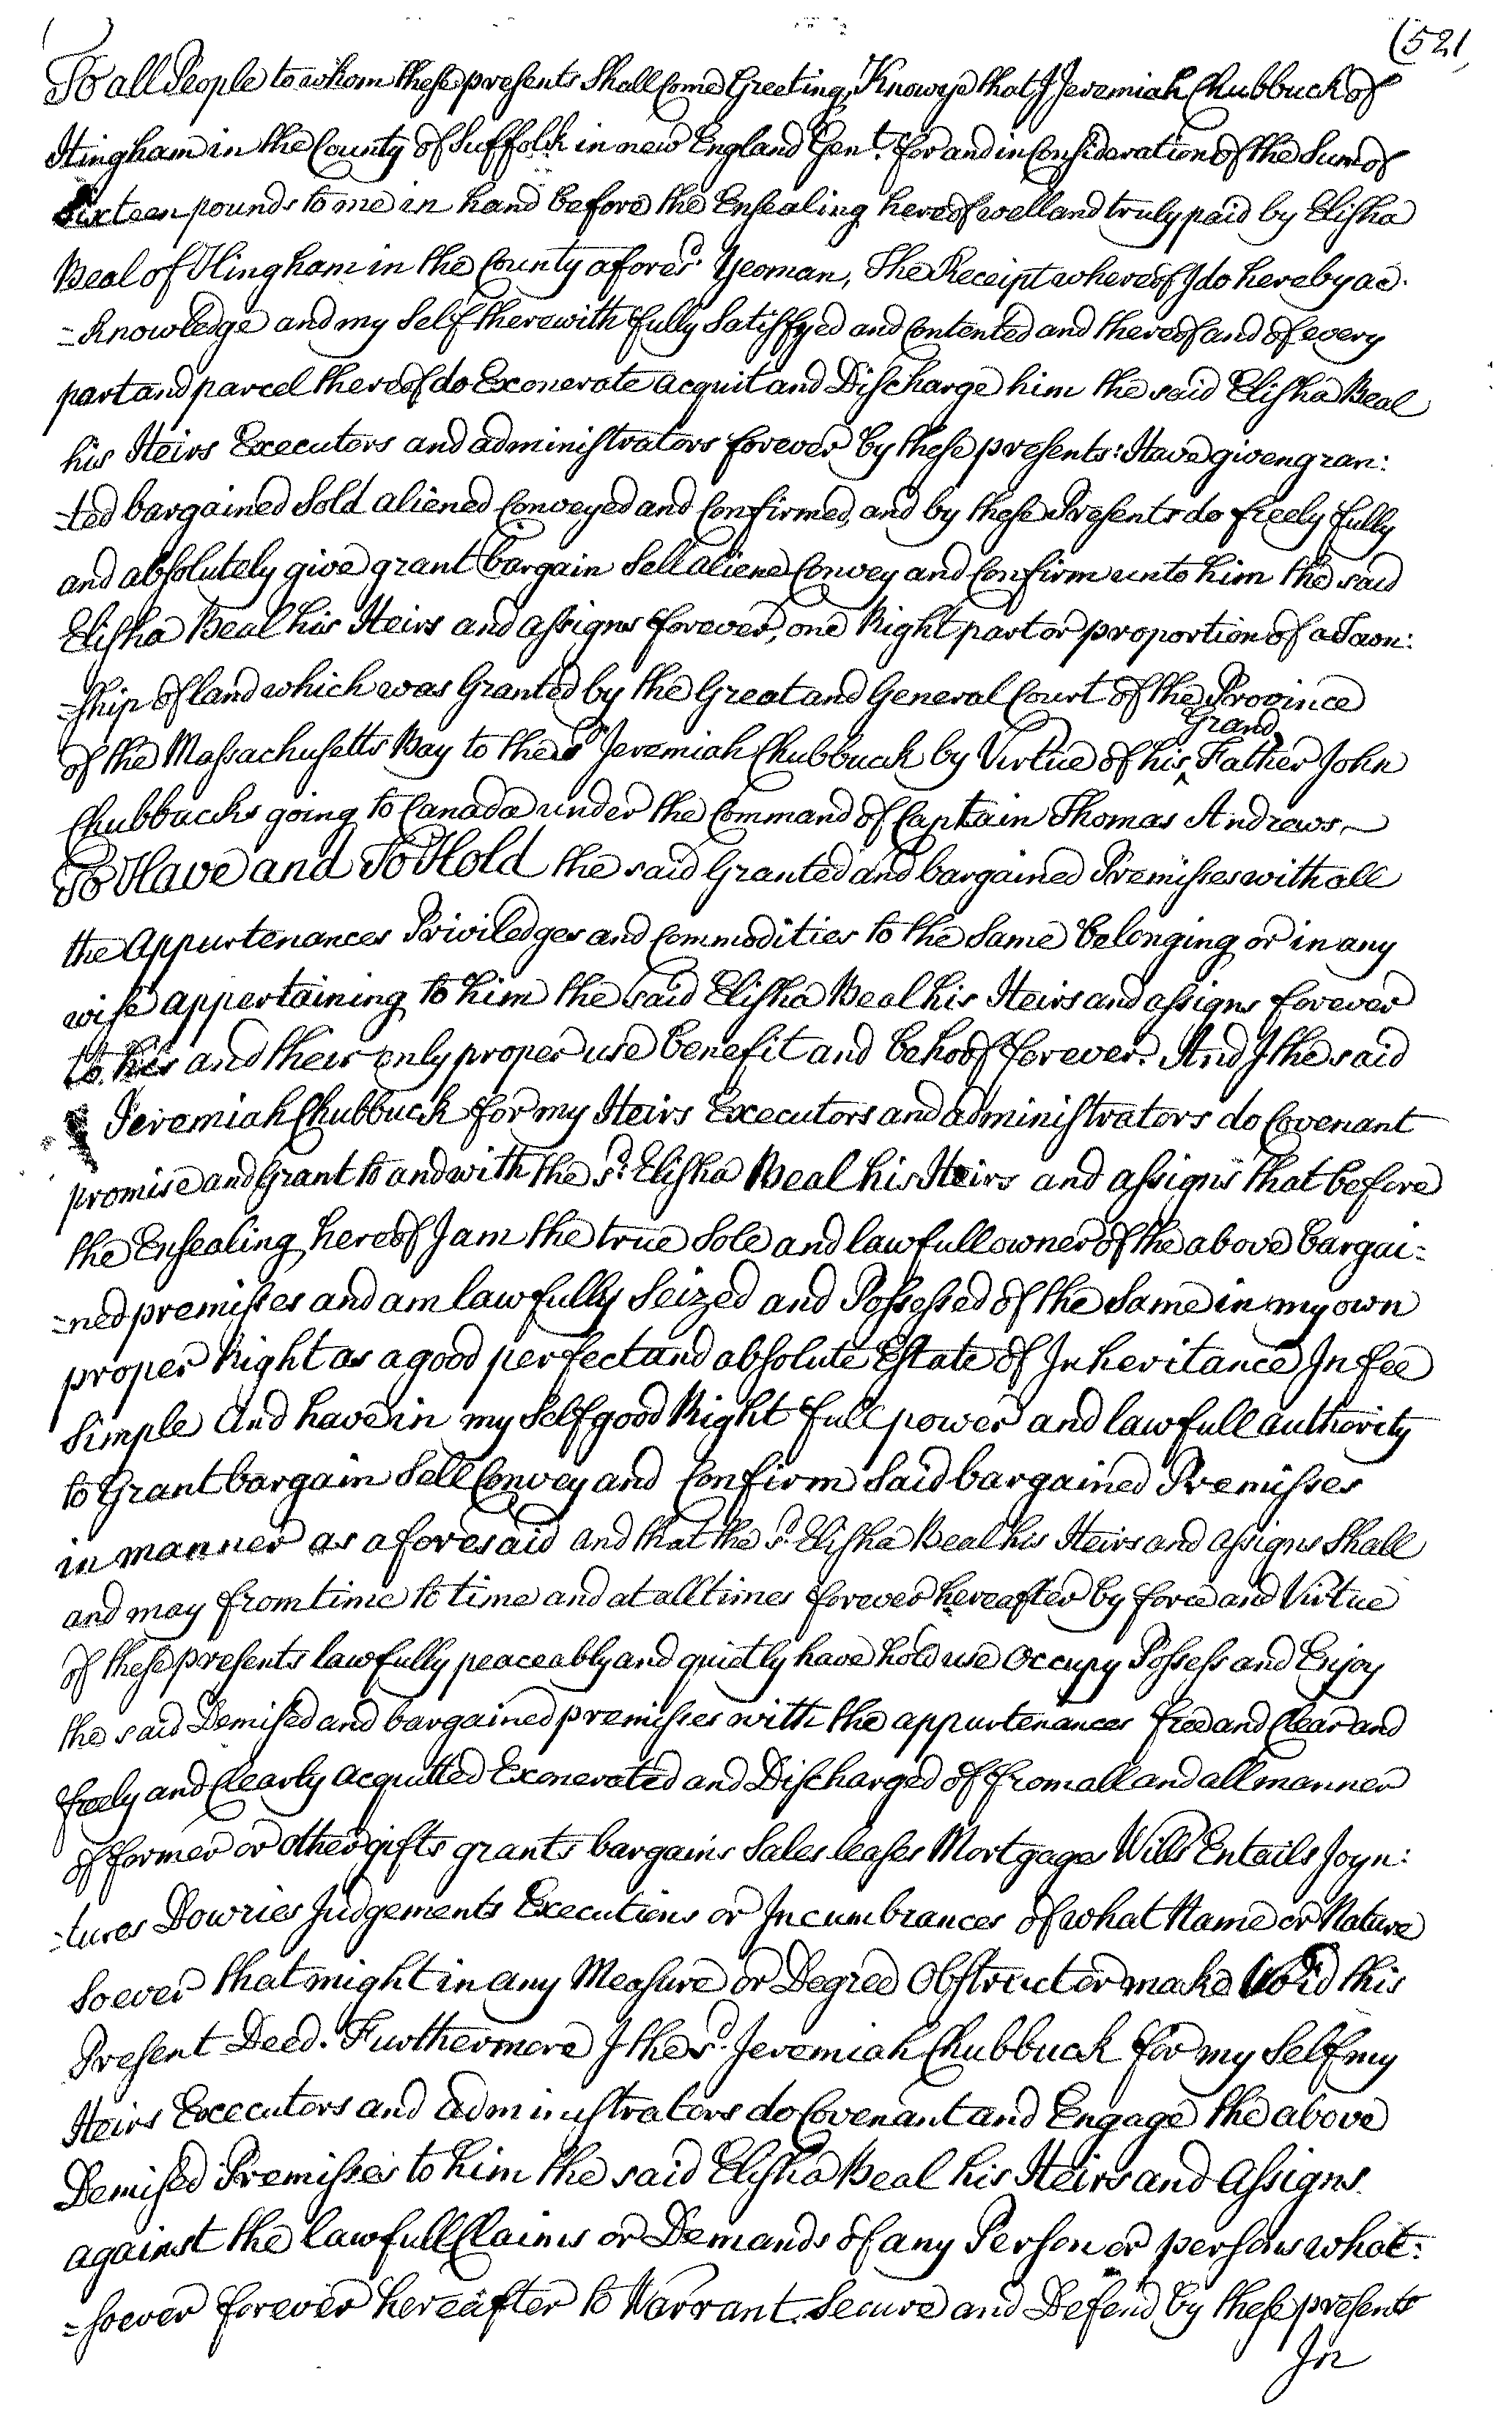 (521
To all People to whom these presents Shall Come Greeting, Know ye that I Jeremiah Chubbuck of
Hingham in the County of Suffolk in new England Gent. for and in Consideration of the Sum of
Sixteen pounds to me in hand before the Ensealing hereof well and truly paid by Elisha
Beal of Hingham in the County afores.d Yeoman, The Receipt whereof I do hereby ac-
-knowledge and my Self therewith fully Satisfyed and Contented and thereof and of every
part and parcel thereof do Exonerate acquit and Discharge him the said Elisha Beal
his Heirs Executors and administrators forever by these presents: Have given gran:
-ted bargained Sold aliened Conveyed and Confirmed, and by these Presents do freely fully
and absolutely give grant bargain Sell aliene Convey and Confirm unto him the said
Elisha Beal his Heirs and assigns forever, one Right part or proportion of a Town:
-ship of land which was Granted by the Great and General Court of the Province
of the Massachusetts Bay to the s.d Jeremiah Chubbuck by Virtue of his ^Grand Father John
Chubbucks going to Canada under the Command of Captain Thomas Andrews.
To Have and To Hold the said Granted and bargained Premisses with all
the Appurtenances Priviledges and Commodities to the Same belonging or in any
wise appertaining to him the said Elisha Beal his Heirs and assigns forever
to his and their only proper use benefit and behoof forever. And I the said
Jeremiah Chubbuck for my Heirs Executors and administrators do Covenant
promise and Grant to and with the s.d Elisha Beal his Heirs and assigns that before
the Ensealing hereof I am the true Sole and lawfull owner of the above bargai-
-ned premisses and am lawfully Seized and Possessed of the Same in my own
proper Right as a good perfect and absolute Estate of Inheritance In fee
Simple And have in my Self good Right full power and lawfull authority
to Grant bargain Sell Convey and Confirm Said bargained Premisses
in manner as aforesaid and that the s.d Elisha Beal his Heirs and assigns Shall
and may from time to time and at all times forever hereafter by force and Virtue
of these presents lawfully peaceably and quietly have hold use Occupy Possess and Enjoy
the said Demised and bargained premisses with the appurtenances free and Clear and
freely and Clearly acquitted Exonerated and Discharged of from all and all manner
of former or other gifts grants bargains Sales leases Mortgages Wills Entails Joyn:
-tures Dowries Judgements Executions or Incumbrances of what Name or Nature
Soever that might in any Measure or Degree Obstruct or make Void this
Present Deed. Furthermore I the s.d Jeremiah Chubbuck for my Self my
Heirs Executors and administrators do Covenant and Engage the above
Demised Premisses to him the said Elisha Beal his Heirs and Assigns
against the lawfull Claims or Demands of any Person or persons what:
=soever forever hereafter to Warrant Secure and Defend by these presents
In